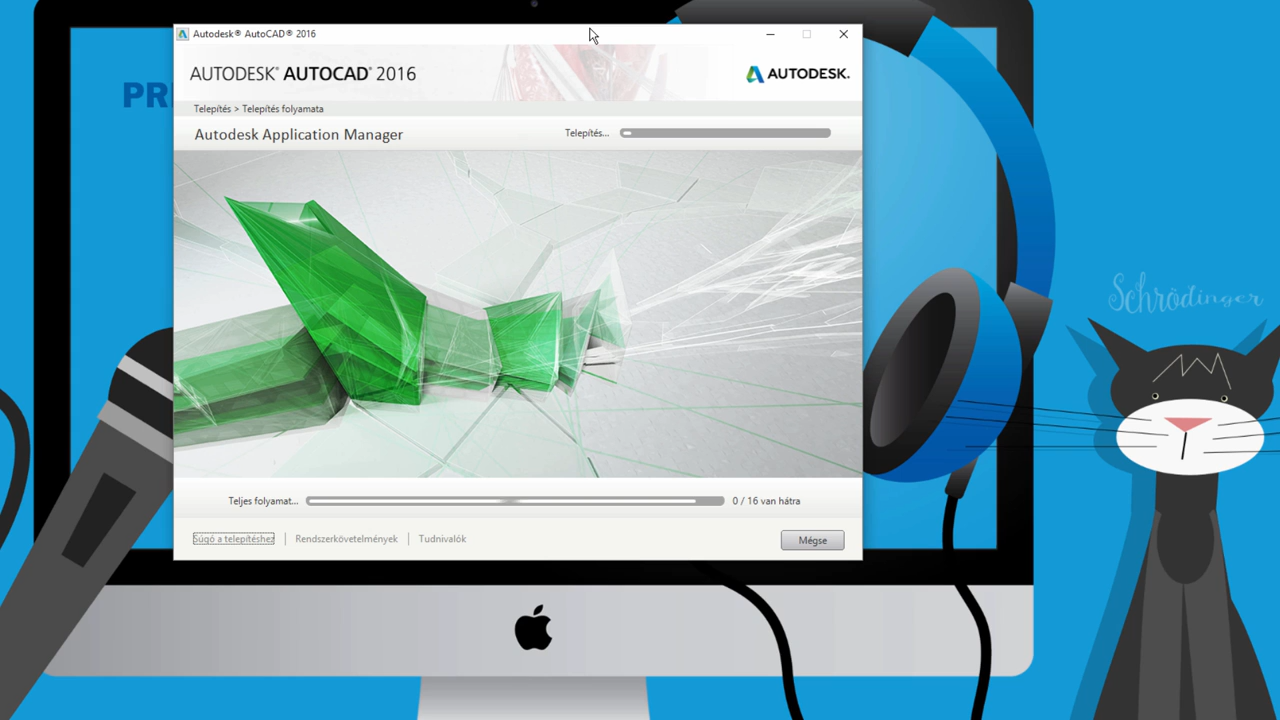 Autodesk® AutoCAD® 2016
AUTODESK® AUTOCAD® 2016
AUTODESK.
Telepítés > Telepítés folyamata
Autodesk Application Manager
Telepítés...
PR
Schrödinger
Teljes folyamat...
0 / 16 van hátra
Súgó a telepítéshez
Rendszerkövetelmények
Tudnivalók
Mégse